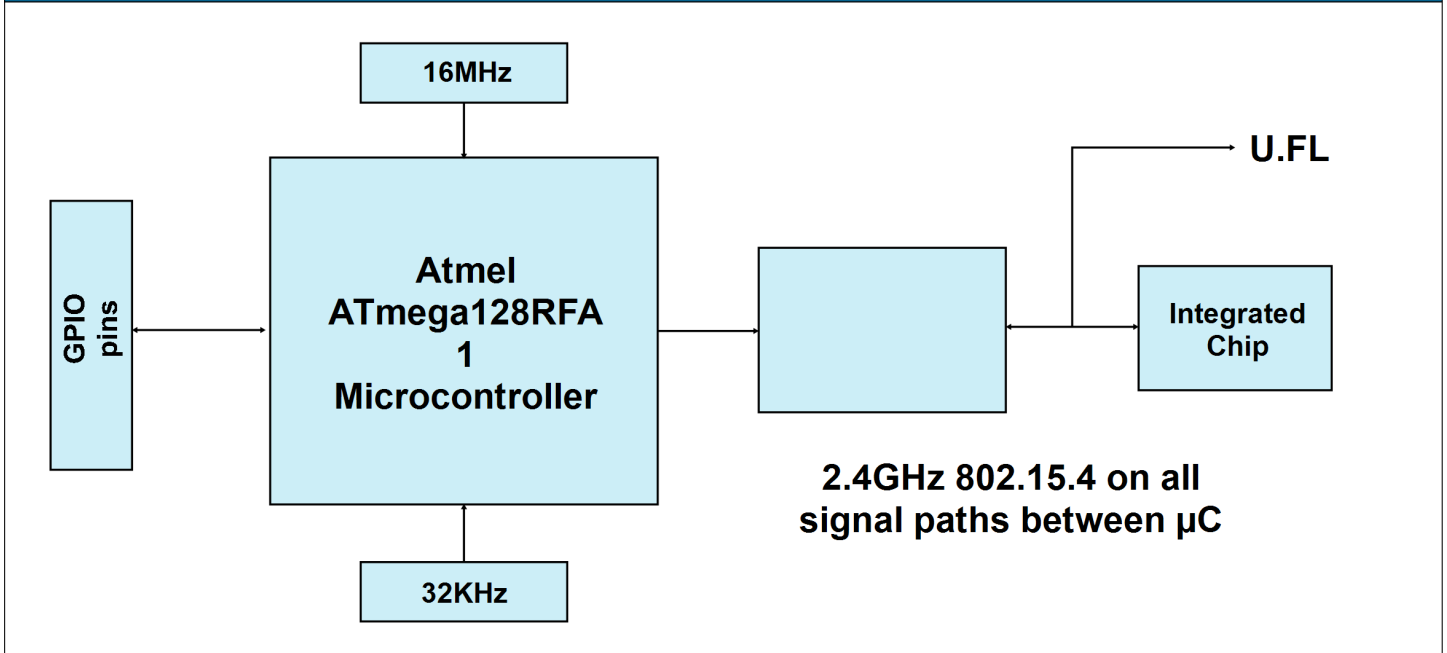 16MHz
U.FL
GPIO
pins
Atmel
ATmega128RFA
1
Microcontroller
Integrated
Chip
2.4GHz 802.15.4 on all
signal paths between µC
32KHz